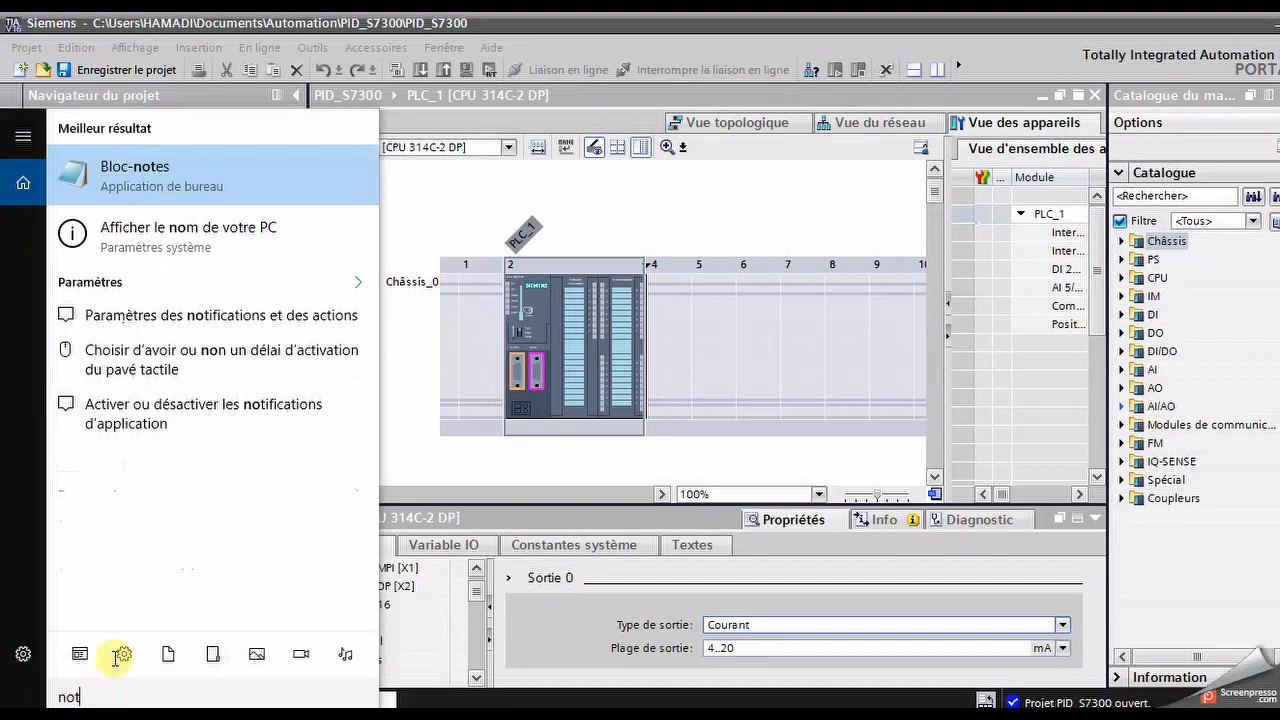 TIA
V16
Siemens - C:\Users\HAMADI\Documents\Automation\PID_S7300\PID_S7300
Projet Edition Affichage Insertion En ligne Outils Accessoires Fenêtre Aide
Totally Integrated Automation
PORTA
Enregistrer le projet
Liaison en ligne
Interrompre la liaison en ligne
Navigateur du projet
PID_S7300 PLC_1 [CPU 314C-2 DP]
Catalogue du ma...
Meilleur résultat
Bloc-notes
Application de bureau
Afficher le nom de votre PC
Paramètres système
Paramètres
Paramètres des notifications et des actions
Choisir d'avoir ou non un délai d'activation
du pavé tactile
Activer ou désactiver les notifications
d'application
not
Vue topologique
Vue du réseau
Vue des appareils
[CPU 314C-2 DP]
PLC_1
1 2 4 5 6 7 8 9 10
Châssis_0
SIEMENS
100%
Vue d'ensemble des a
... Module
PLC_1
Inter...
Inter...
DI 2...
AI 5/...
Com...
Posit...
Options
Catalogue
<Rechercher>
Filtre <Tous>
Châssis
PS
CPU
IM
DI
DO
DI/DO
AI
AO
AI/AO
Modules de communic...
FM
IQ-SENSE
Spécial
Coupleurs
Information
U 314C-2 DP]
Propriétés
Info
Diagnostic
Variable IO
Constantes système
Textes
MPI [X1]
DP [X2]
16
Sortie 0
Type de sortie: Courant
Plage de sortie: 4..20 mA
Projet PID_S7300 ouvert.
Screenpresso
.com